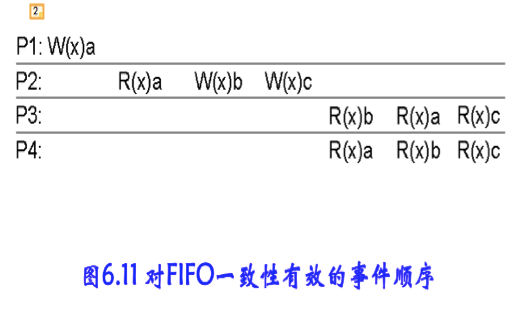 2
P1: W(x)a
P2: R(x)a W(x)b W(x)c
P3: R(x)b R(x)a R(x)c
P4: R(x)a R(x)b R(x)c
图6.11 对FIFO一致性有效的事件顺序